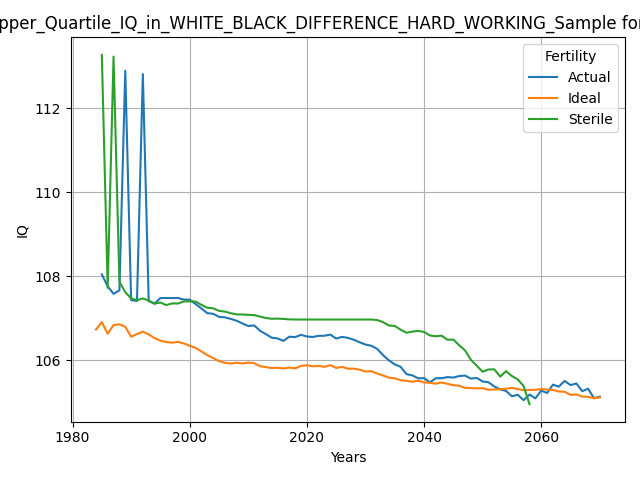 pper_Quartile_IQ_in_WHITE_BLACK_DIFFERENCE_HARD_WORKING_Sample for
Fertility
Actual
Ideal
Sterile
112
110
108
106
IQ
1980
2000
2020
2040
2060
Years